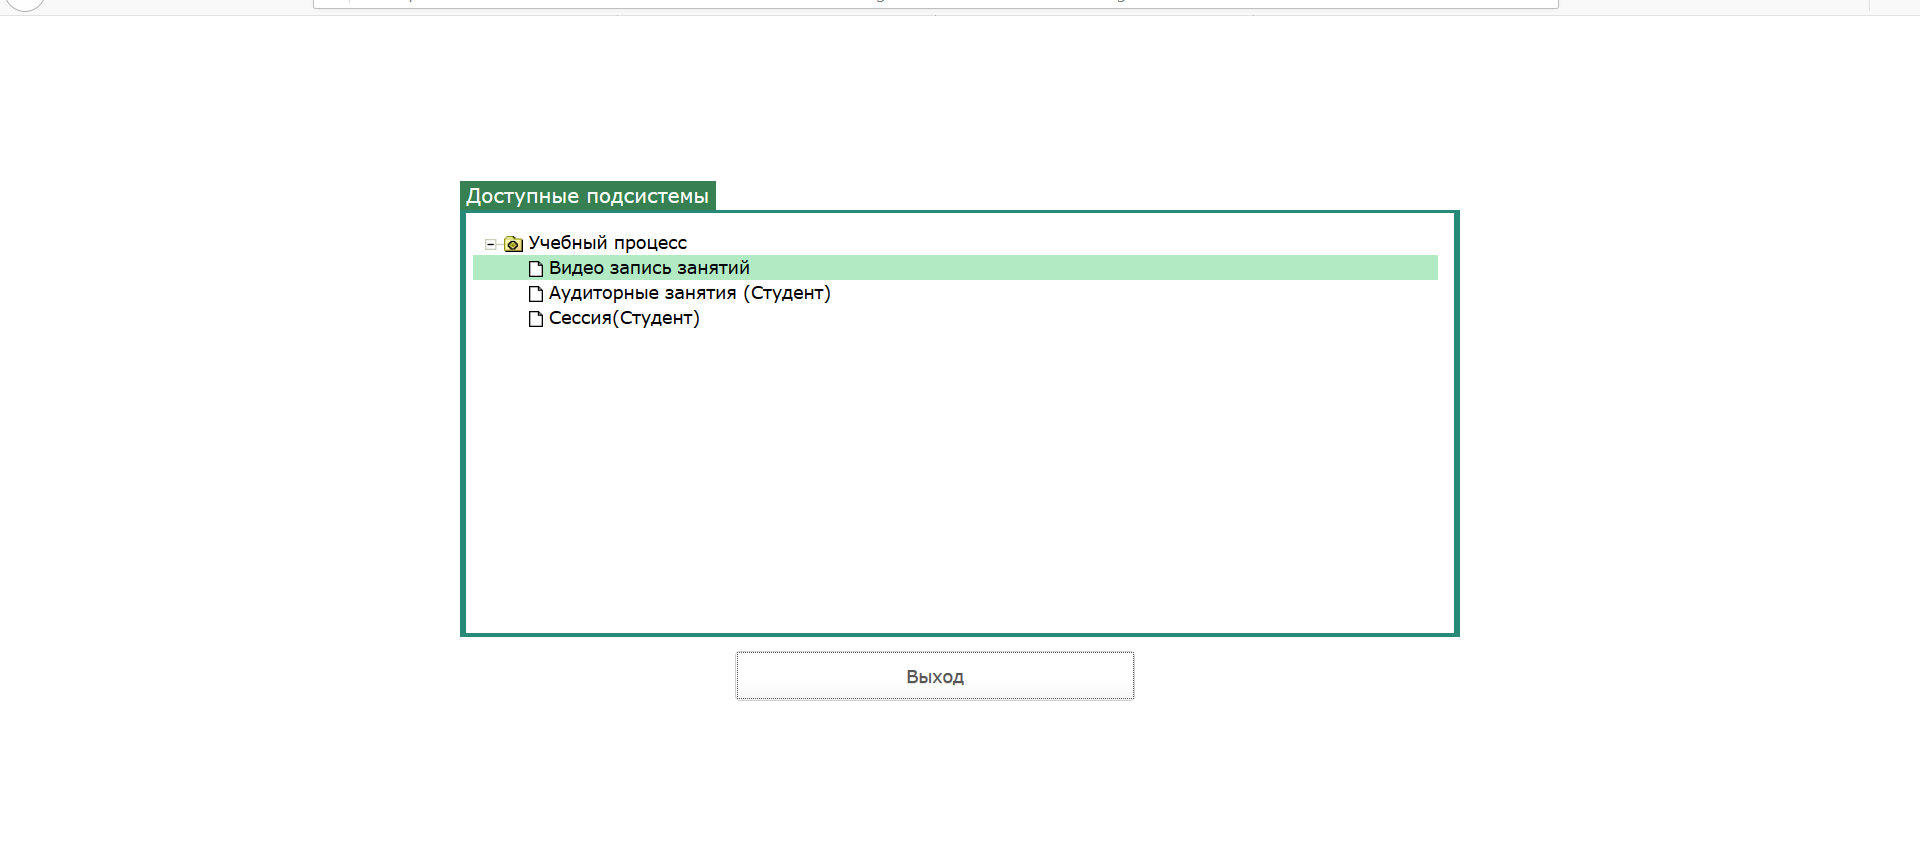 Доступные подсистемы
Учебный процесс
Видео запись занятий
Аудиторные занятия (Студент)
Сессия(Студент)
Выход